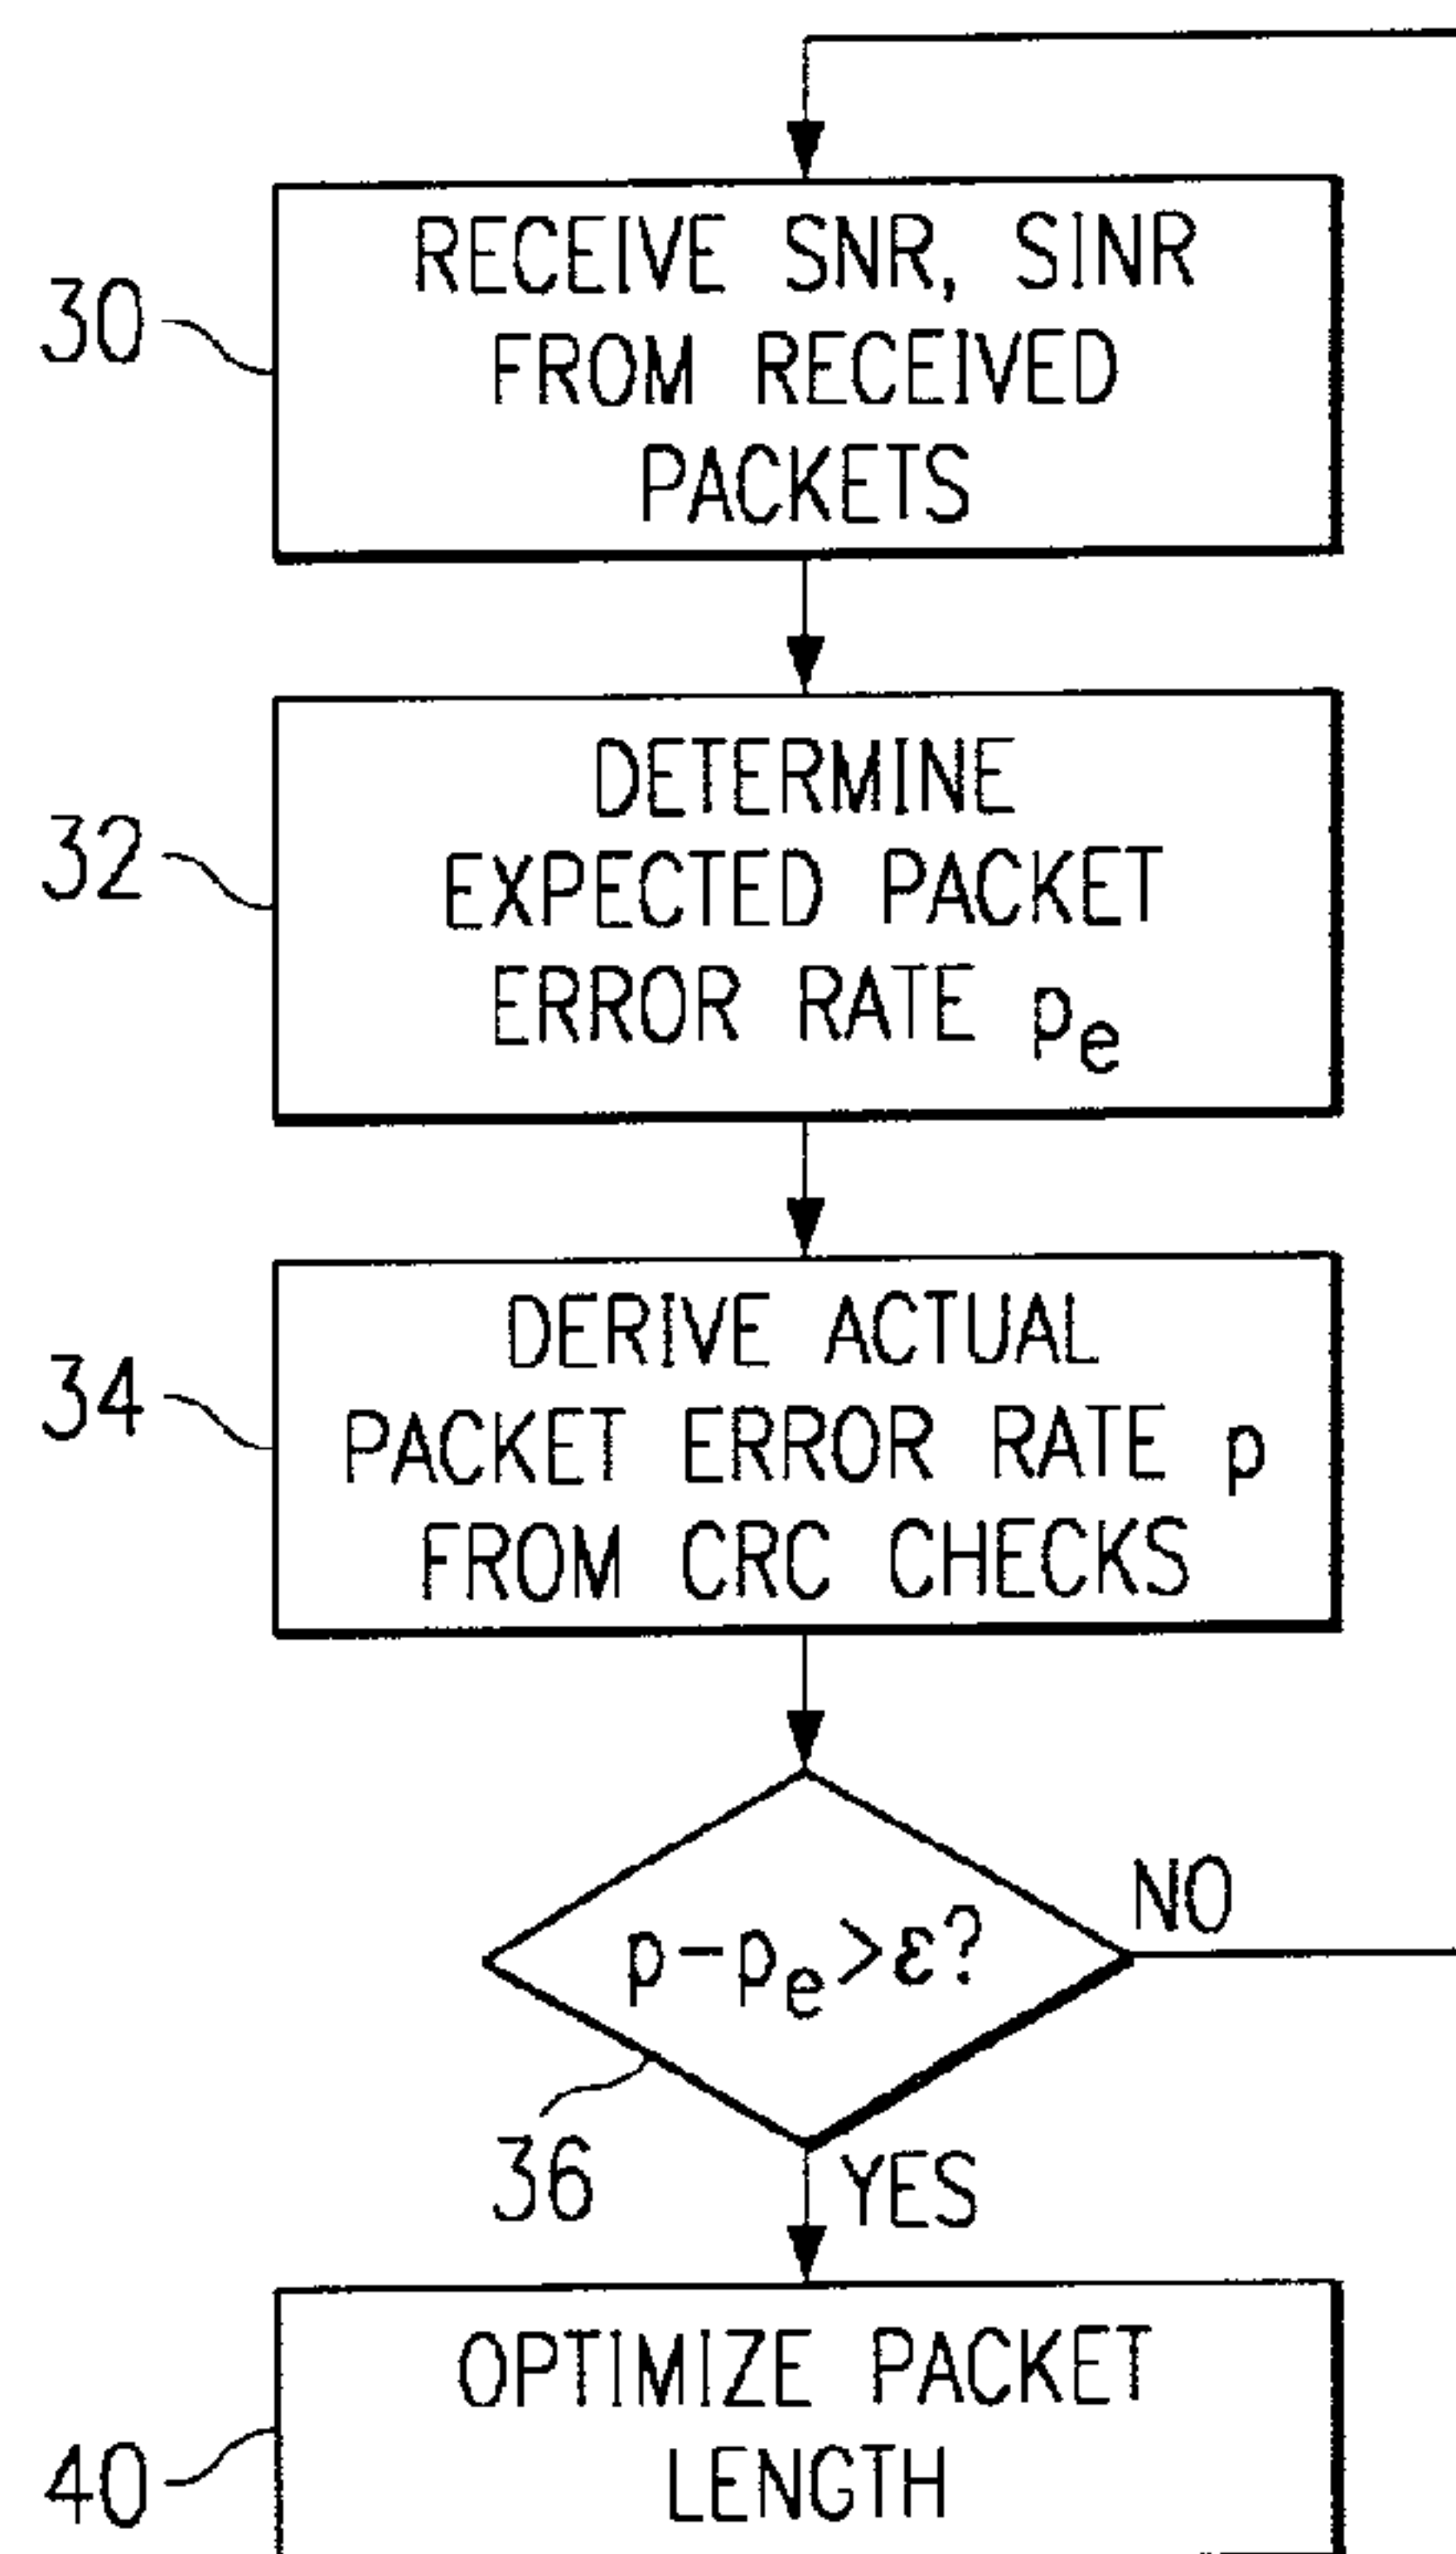 30
RECEIVE SNR, SINR
FROM RECEIVED
PACKETS
32
DETERMINE
EXPECTED PACKET
ERROR RATE pe
34
DERIVE ACTUAL
PACKET ERROR RATE p
FROM CRC CHECKS
p-pe>ε?
NO
36
YES
40
OPTIMIZE PACKET
LENGTH